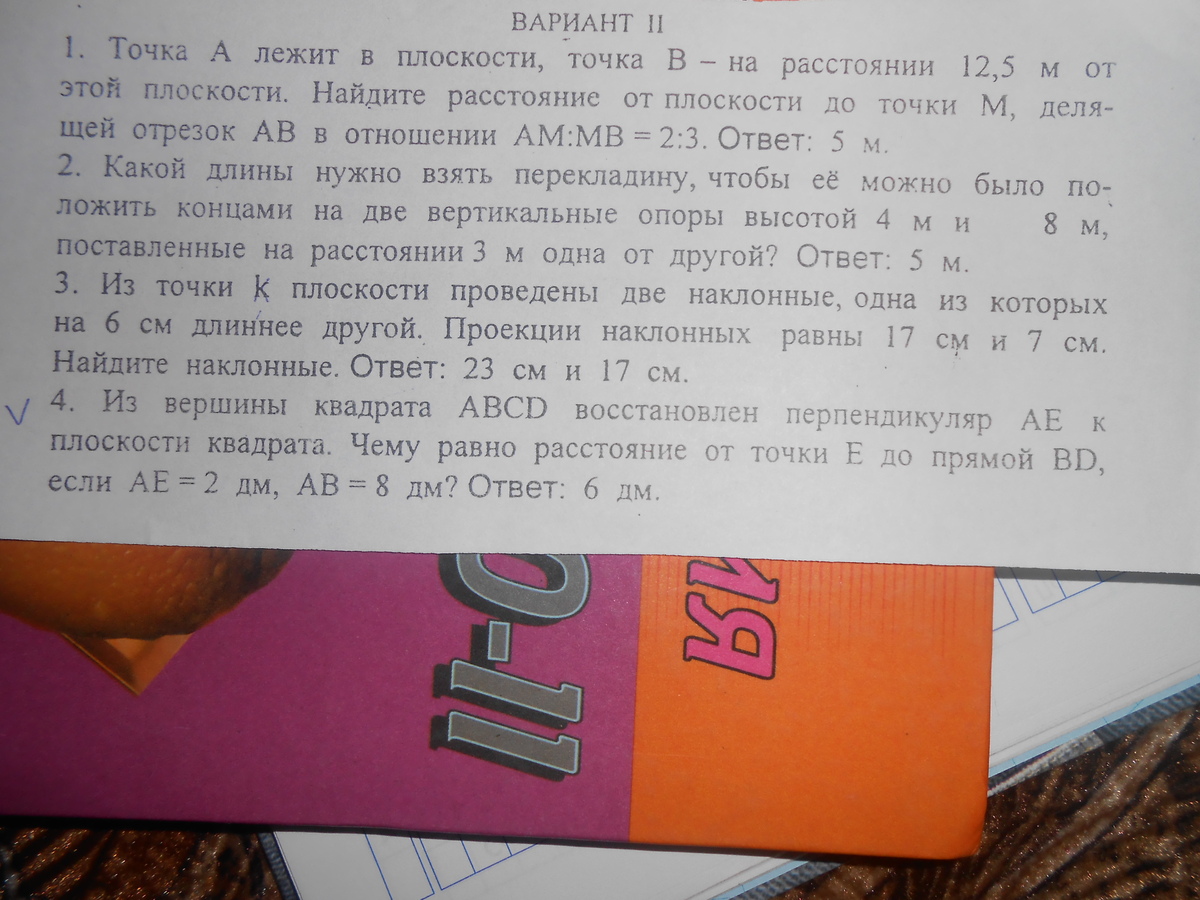 ВАРИАНТ II
1. Точка А лежит в плоскости, точка В – на расстоянии 12,5 м от
этой плоскости. Найдите расстояние от плоскости до точки М, деля-
щей отрезок АВ в отношении АМ:МВ = 2:3. Ответ: 5 м.
2. Какой длины нужно взять перекладину, чтобы её можно было по-
ложить концами на две вертикальные опоры высотой 4 м и 8 м,
поставленные на расстоянии 3 м одна от другой? Ответ: 5 м.
3. Из точки к плоскости проведены две наклонные, одна из которых
на 6 см длиннее другой. Проекции наклонных равны 17 см и 7 см.
Найдите наклонные. Ответ: 23 см и 17 см.
V 4. Из вершины квадрата ABCD восстановлен перпендикуляр АЕ к
плоскости квадрата. Чему равно расстояние от точки Е до прямой BD,
если АЕ = 2 дм, АВ = 8 дм? Ответ: 6 дм.
ИЯ
0-11